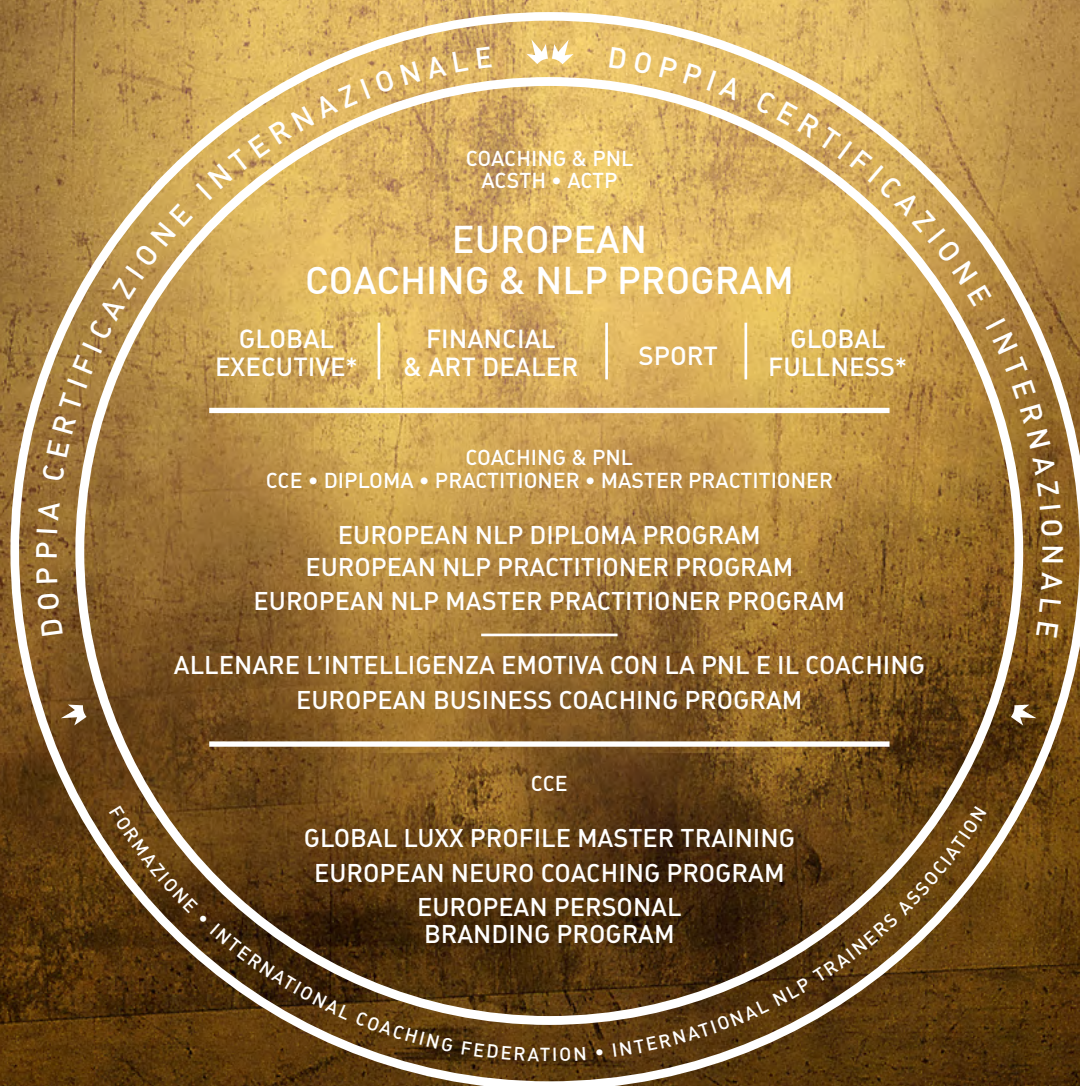 DOPPIA CERTIFICAZIONE INTERNAZIONALE
DOPPIA CERTIFICAZIONE INTERNAZIONALE
COACHING & PNL
ACSTH • ACTP
EUROPEAN
COACHING & NLP PROGRAM
GLOBAL
EXECUTIVE*
FINANCIAL
& ART DEALER
SPORT
GLOBAL
FULLNESS*
COACHING & PNL
CCE • DIPLOMA • PRACTITIONER • MASTER PRACTITIONER
EUROPEAN NLP DIPLOMA PROGRAM
EUROPEAN NLP PRACTITIONER PROGRAM
EUROPEAN NLP MASTER PRACTITIONER PROGRAM
ALLENARE L'INTELLIGENZA EMOTIVA CON LA PNL E IL COACHING
EUROPEAN BUSINESS COACHING PROGRAM
CCE
GLOBAL LUXX PROFILE MASTER TRAINING
EUROPEAN NEURO COACHING PROGRAM
EUROPEAN PERSONAL
BRANDING PROGRAM
FORMAZIONE • INTERNATIONAL COACHING FEDERATION • INTERNATIONAL NLP TRAINERS ASSOCIATION